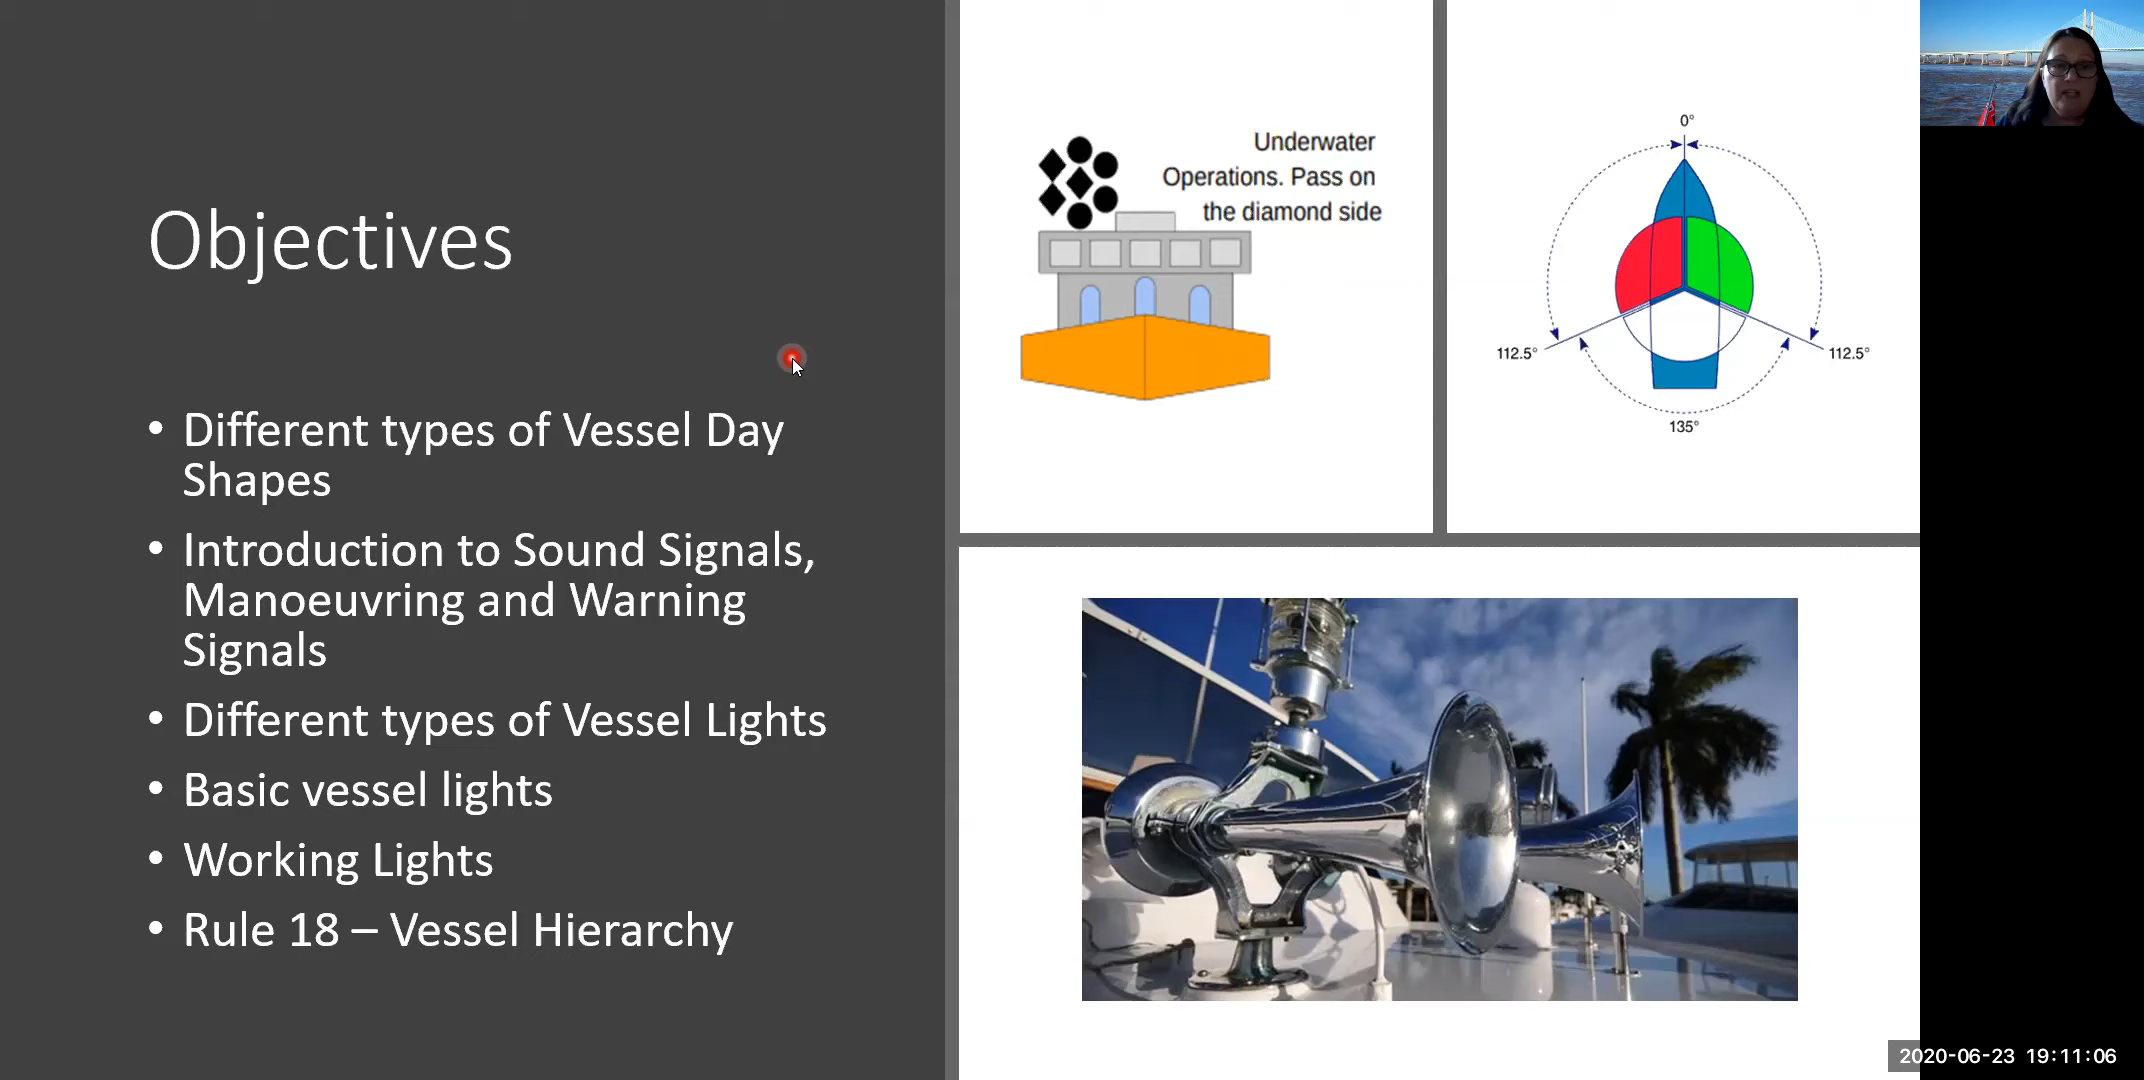 Objectives
• Different types of Vessel Day
Shapes
• Introduction to Sound Signals,
Manoeuvring and Warning
Signals
• Different types of Vessel Lights
• Basic vessel lights
• Working Lights
• Rule 18 – Vessel Hierarchy
Underwater
Operations. Pass on
the diamond side
0°
112.5°
112.5°
135°
2020-06-23 19:11:06